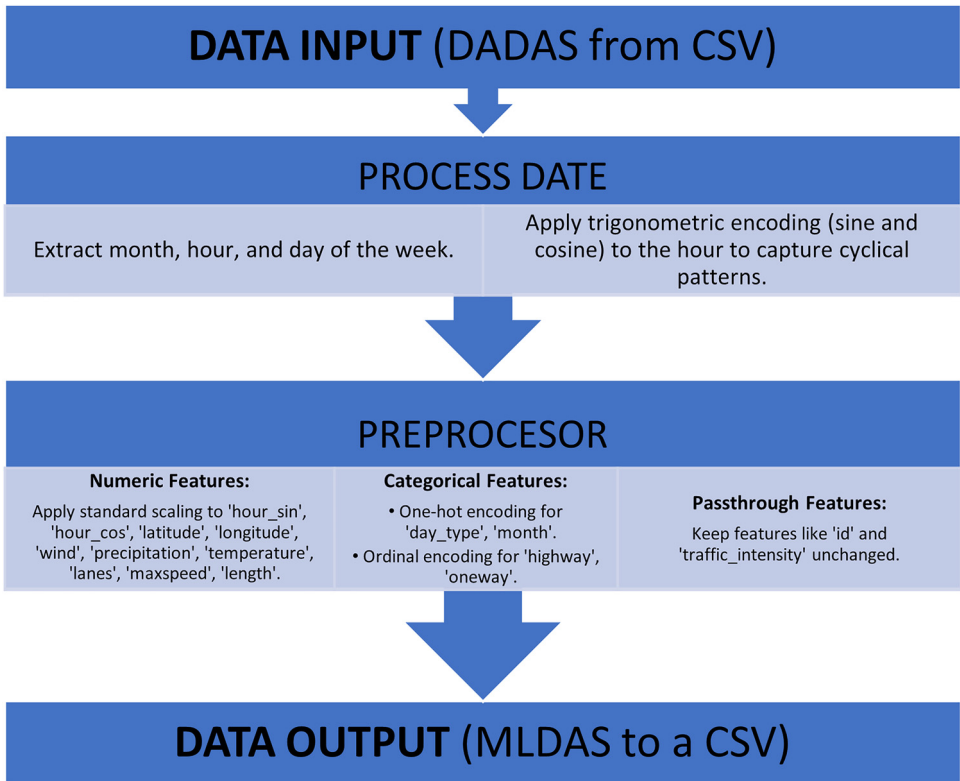 DATA INPUT (DADAS from CSV)
PROCESS DATE
Extract month, hour, and day of the week.
Apply trigonometric encoding (sine and
cosine) to the hour to capture cyclical
patterns.
PREPROCESOR
Numeric Features:
Apply standard scaling to 'hour_sin',
'hour_cos', 'latitude', 'longitude',
'wind', 'precipitation', 'temperature',
'lanes', 'maxspeed', 'length'.
Categorical Features:
• One-hot encoding for
'day_type', 'month'.
• Ordinal encoding for 'highway',
'oneway'.
Passthrough Features:
Keep features like 'id' and
'traffic_intensity' unchanged.
DATA OUTPUT (MLDAS to a CSV)